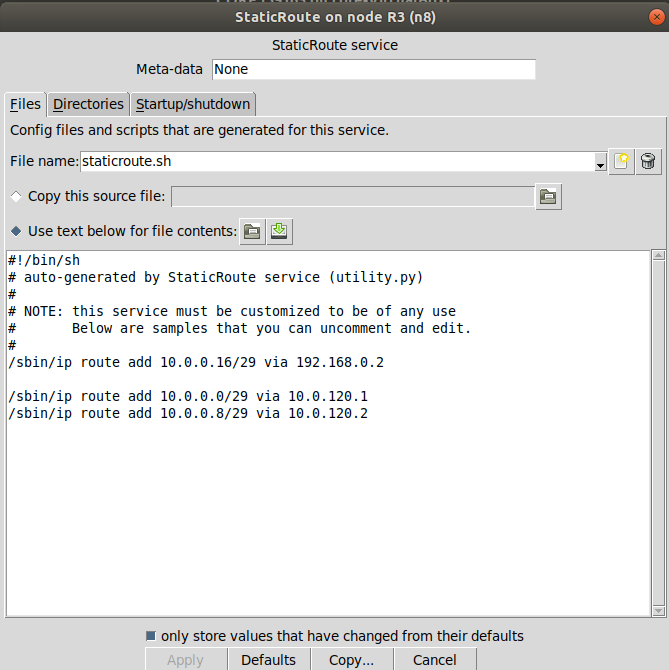 StaticRoute on node R3 (n8)
StaticRoute service
Meta-data None
Files Directories Startup/shutdown
Config files and scripts that are generated for this service.
File name: staticroute.sh
Copy this source file:
Use text below for file contents:
#!/bin/sh
# auto-generated by StaticRoute service (utility.py)
#
# NOTE: this service must be customized to be of any use
#       Below are samples that you can uncomment and edit.
#
/sbin/ip route add 10.0.0.16/29 via 192.168.0.2
/sbin/ip route add 10.0.0.0/29 via 10.0.120.1
/sbin/ip route add 10.0.0.8/29 via 10.0.120.2
only store values that have changed from their defaults
Apply Defaults Copy... Cancel